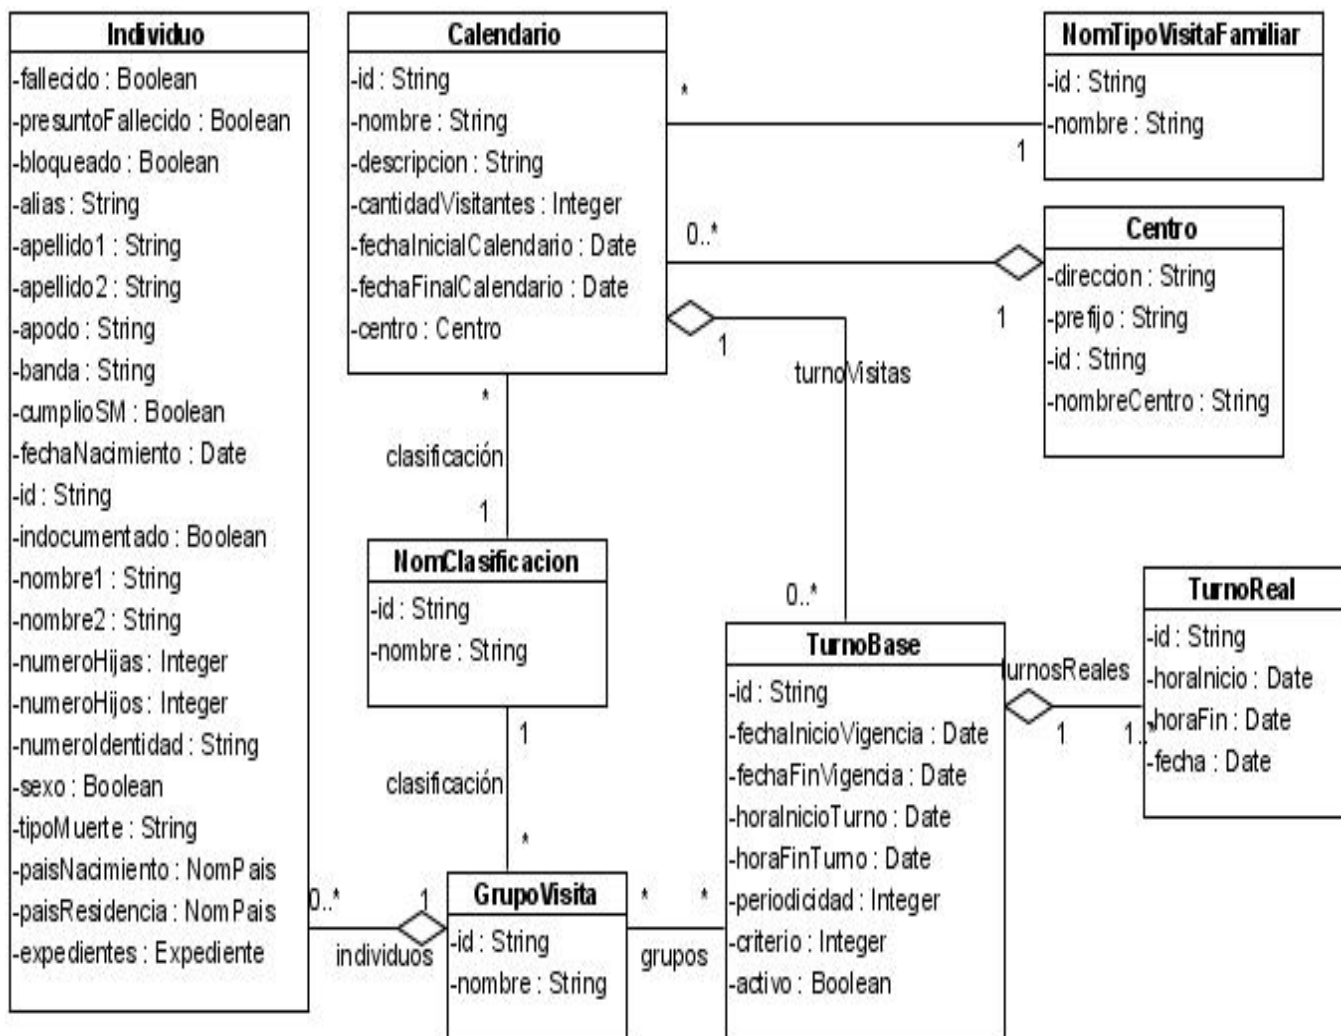 Individuo
-fallecido : Boolean
-presuntoFallecido : Boolean
-bloqueado : Boolean
-alias : String
-apellido1 : String
-apellido2 : String
-apodo : String
-banda : String
-cumplioSM : Boolean
-fechaNacimiento : Date
-id : String
-indocumentado : Boolean
-nombre1 : String
-nombre2 : String
-numeroHijas : Integer
-numeroHijos : Integer
-numeroIdentidad : String
-sexo : Boolean
-tipoMuerte : String
-paisNacimiento : NomPais
-paisResidencia : NomPais
-expedientes : Expediente
Calendario
-id : String
-nombre : String
-descripcion : String
-cantidadVisitantes : Integer
-fechaInicialCalendario : Date
-fechaFinalCalendario : Date
-centro : Centro
*
1
NomTipoVisitaFamiliar
-id : String
-nombre : String
0..*
1
Centro
-direccion : String
-prefijo : String
-id : String
-nombreCentro : String
1
turnoVisitas
0..*
*
clasificación
1
NomClasificacion
-id : String
-nombre : String
1
clasificación
*
GrupoVisita
-id : String
-nombre : String
0..*
1
individuos
*
*
grupos
TurnoBase
-id : String
-fechaInicioVigencia : Date
-fechaFinVigencia : Date
-horaInicioTurno : Date
-horaFinTurno : Date
-periodicidad : Integer
-criterio : Integer
-activo : Boolean
turnosReales
1
1..*
TurnoReal
-id : String
-horaInicio : Date
-horaFin : Date
-fecha : Date